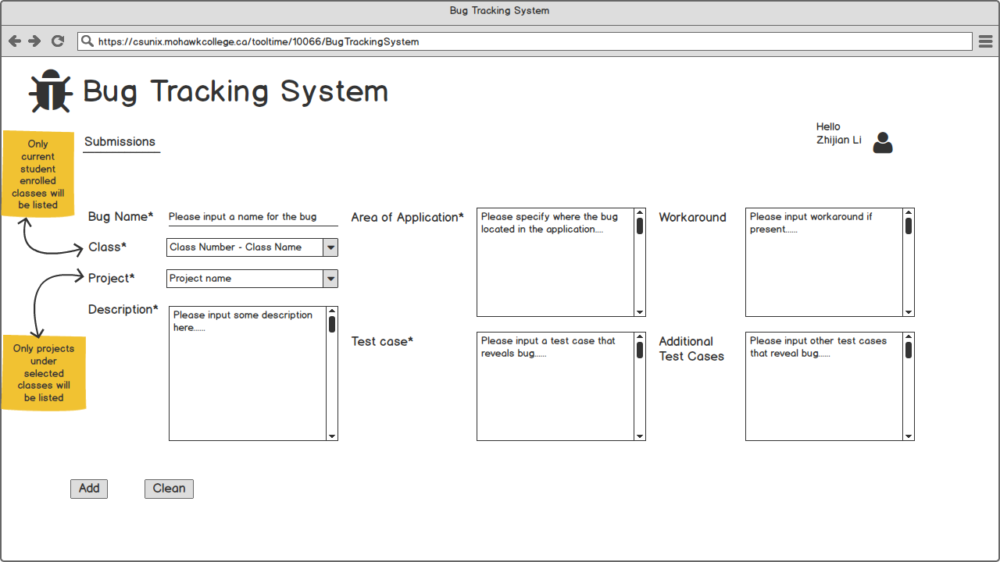 Bug Tracking System
https://csunix.mohawkcollege.ca/tooltime/10066/BugTrackingSystem
Bug Tracking System
Hello
Zhijian Li
Submissions
Only
current
student
enrolled
classes will
be listed
Bug Name*
Please input a name for the bug
Class*
Class Number - Class Name
Project*
Project name
Description*
Please input some description
here......
Only projects
under
selected
classes will
be listed
Area of Application*
Please specify where the bug
located in the application....
Test case*
Please input a test case that
reveals bug......
Workaround
Please input workaround if
present......
Additional
Test Cases
Please input other test cases
that reveal bug......
Add
Clean